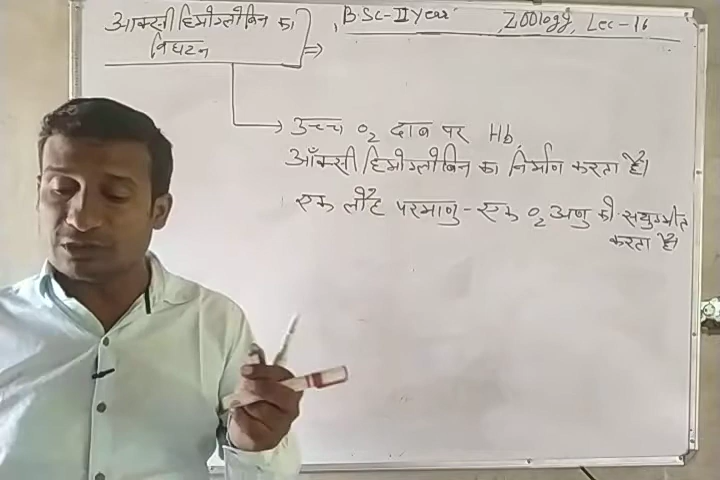 आक्सीहिमोग्लोबिन का
विघटन
⇒ BSc-II Year Zoology, Lec-16
→ उच्च O₂ दाब पर Hb,
ऑक्सीहिमोग्लोबिन का निर्माण करता है।
एक लौह परमाणु - एक O₂ अणु को सयुग्मीत
करता है।